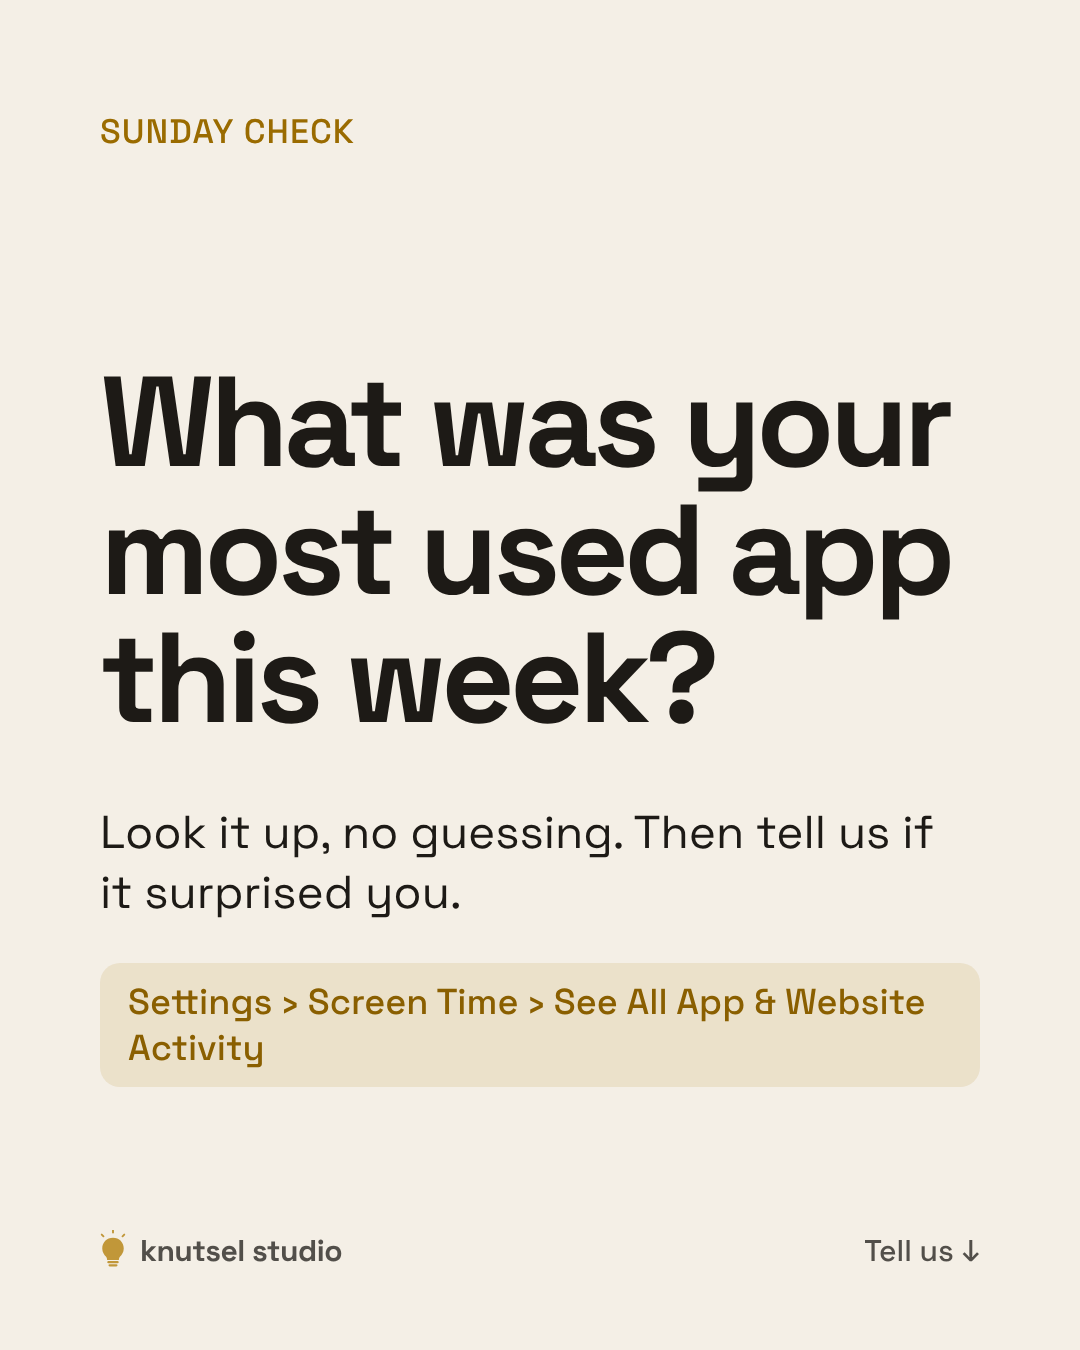 SUNDAY CHECK
What was your
most used app
this week?
Look it up, no guessing. Then tell us if
it surprised you.
Settings > Screen Time > See All App & Website
Activity
knutsel studio
Tell us ↓